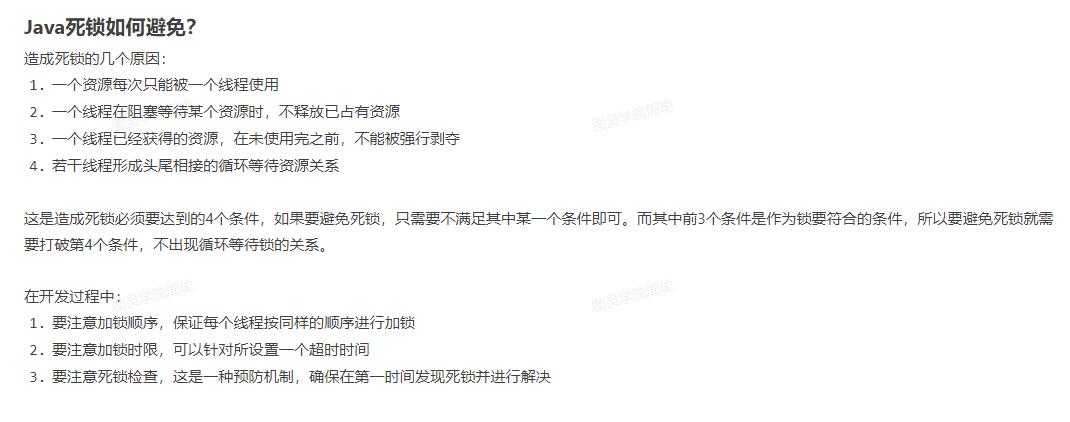 Java死锁如何避免？
造成死锁的几个原因：
1．一个资源每次只能被一个线程使用
2．一个线程在阻塞等待某个资源时，不释放已占有资源
图灵学院周瑜
3．一个线程已经获得的资源，在未使用完之前，不能被强行剥夺
4．若干线程形成头尾相接的循环等待资源关系
这是造成死锁必须要达到的4个条件，如果要避免死锁，只需要不满足其中某一个条件即可。而其中前3个条件是作为锁要符合的条件，所以要避免死锁就需
要打破第4个条件，不出现循环等待锁的关系。
在开发过程中：
图灵学院周瑜
图灵学院周瑜
1．要注意加锁顺序，保证每个线程按同样的顺序进行加锁
2．要注意加锁时限，可以针对所设置一个超时时间
3．要注意死锁检查，这是一种预防机制，确保在第一时间发现死锁并进行解决